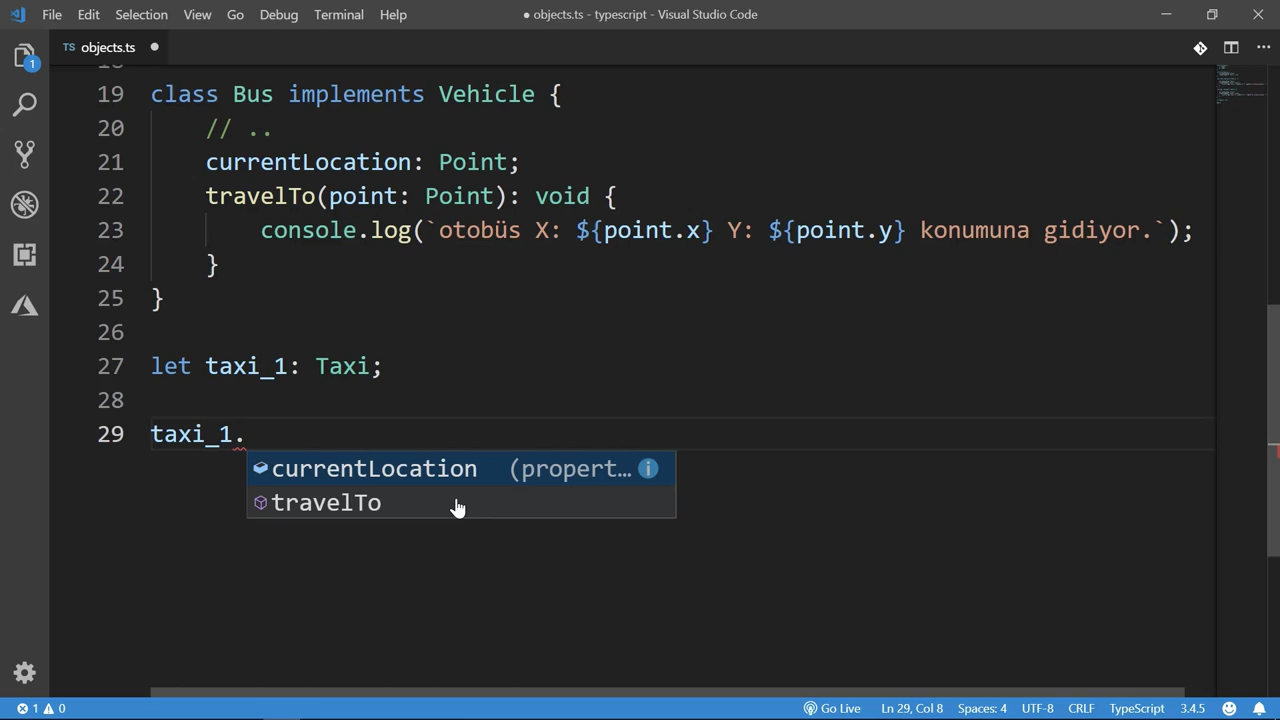 File Edit Selection View Go Debug Terminal Help
● objects.ts - typescript - Visual Studio Code
TS objects.ts ●
1
19 class Bus implements Vehicle {
20 // ..
21 currentLocation: Point;
22 travelTo(point: Point): void {
23 console.log(`otobüs X: ${point.x} Y: ${point.y} konumuna gidiyor.`);
24 }
25 }
26
27 let taxi_1: Taxi;
28
29 taxi_1.
currentLocation (propert...
travelTo
1 0 Go Live Ln 29, Col 8 Spaces: 4 UTF-8 CRLF TypeScript 3.4.5